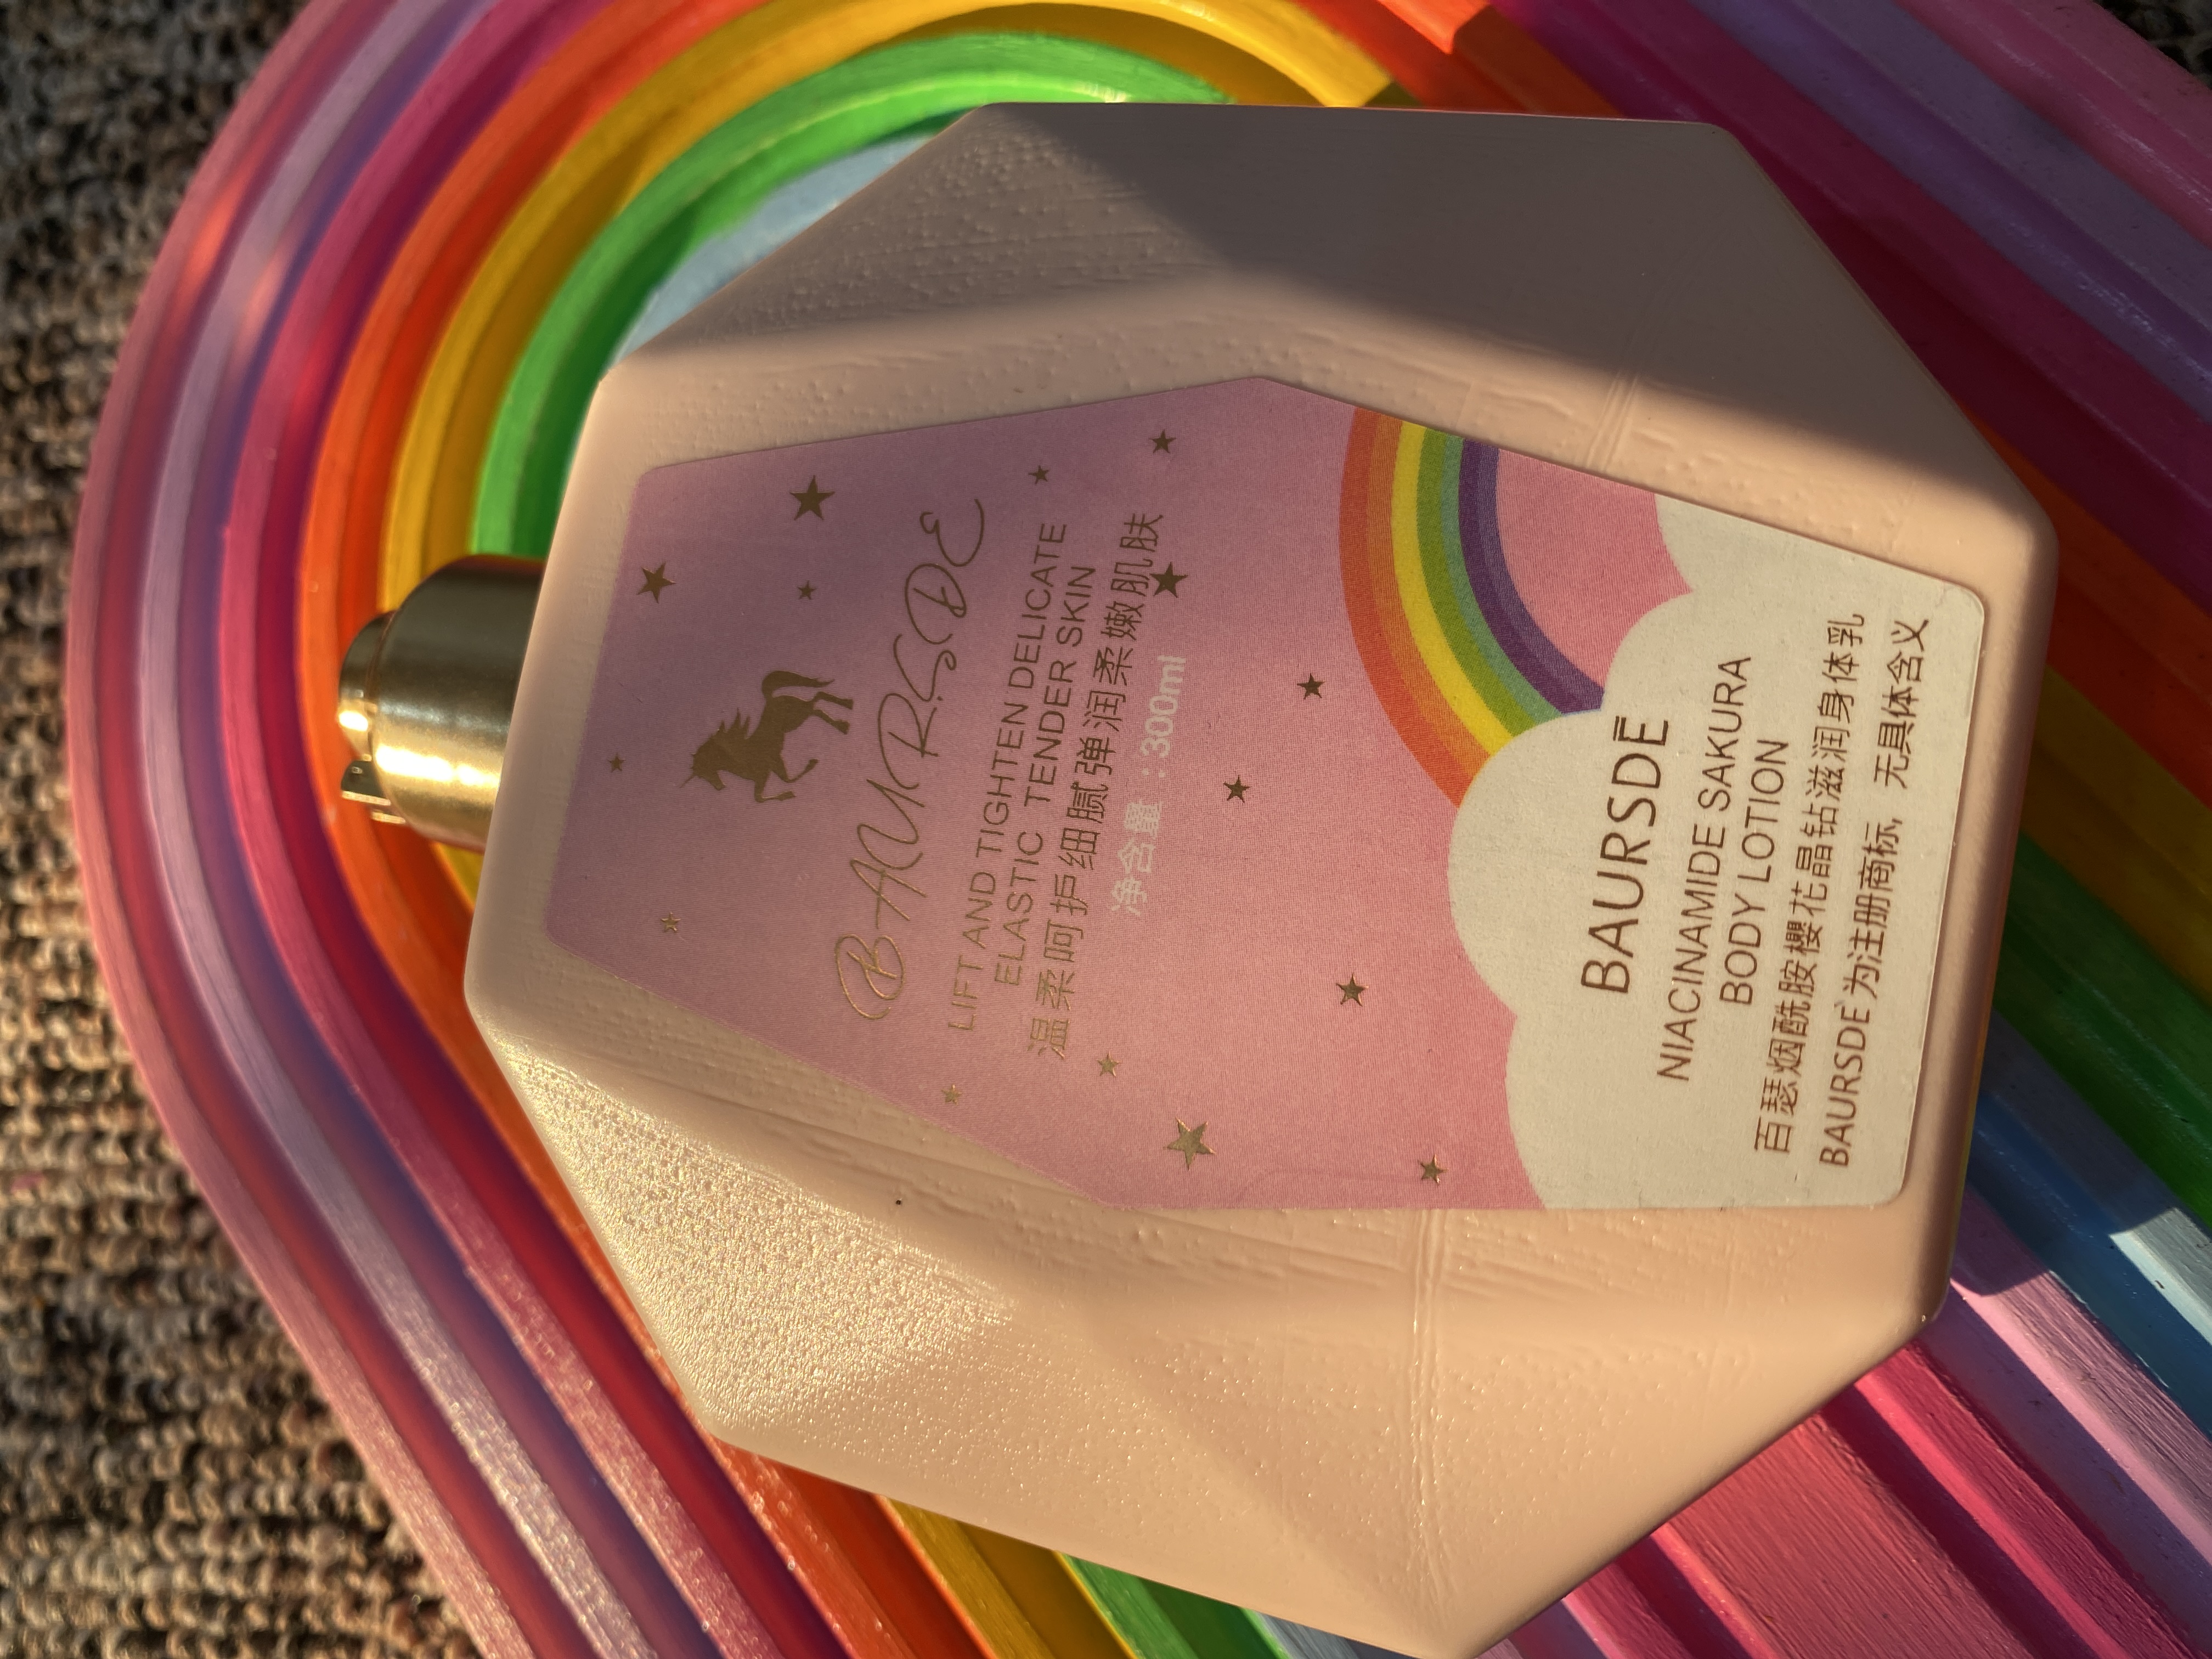 BAURSDE
LIFT AND TIGHTEN DELICATE
ELASTIC TENDER SKIN
温柔呵护细腻弹润柔嫩肌肤
净含量：300ml
BAURSDE
NIACINAMIDE SAKURA
BODY LOTION
百瑟烟酰胺樱花晶钻滋润身体乳
BAURSDE 为注册商标，无具体含义